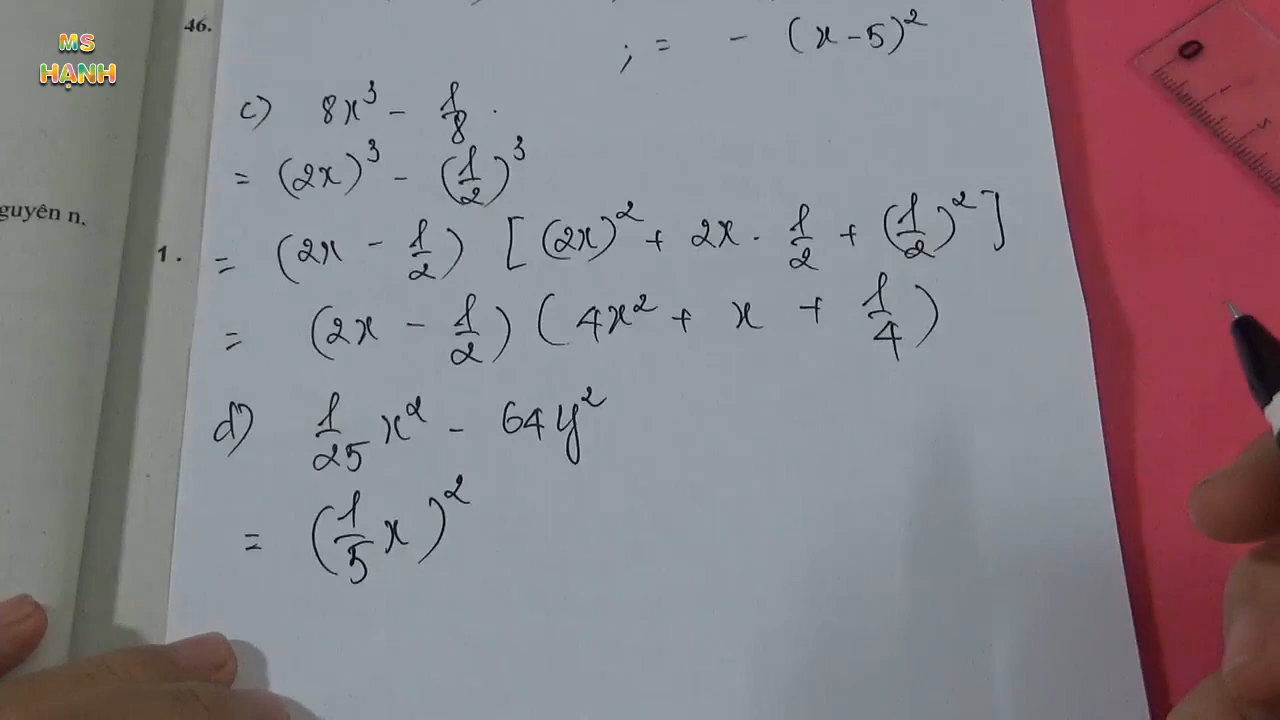 46.
MS
HẠNH
; = - (x-5)²
c) 8x³ - 1/8.
= (2x)³ - (1/2)³
guyên n.
1.
= (2x - 1/2) [(2x)² + 2x . 1/2 + (1/2)²]
= (2x - 1/2) (4x² + x + 1/4)
d) 1/25 x² - 64y²
= (1/5 x)²
0